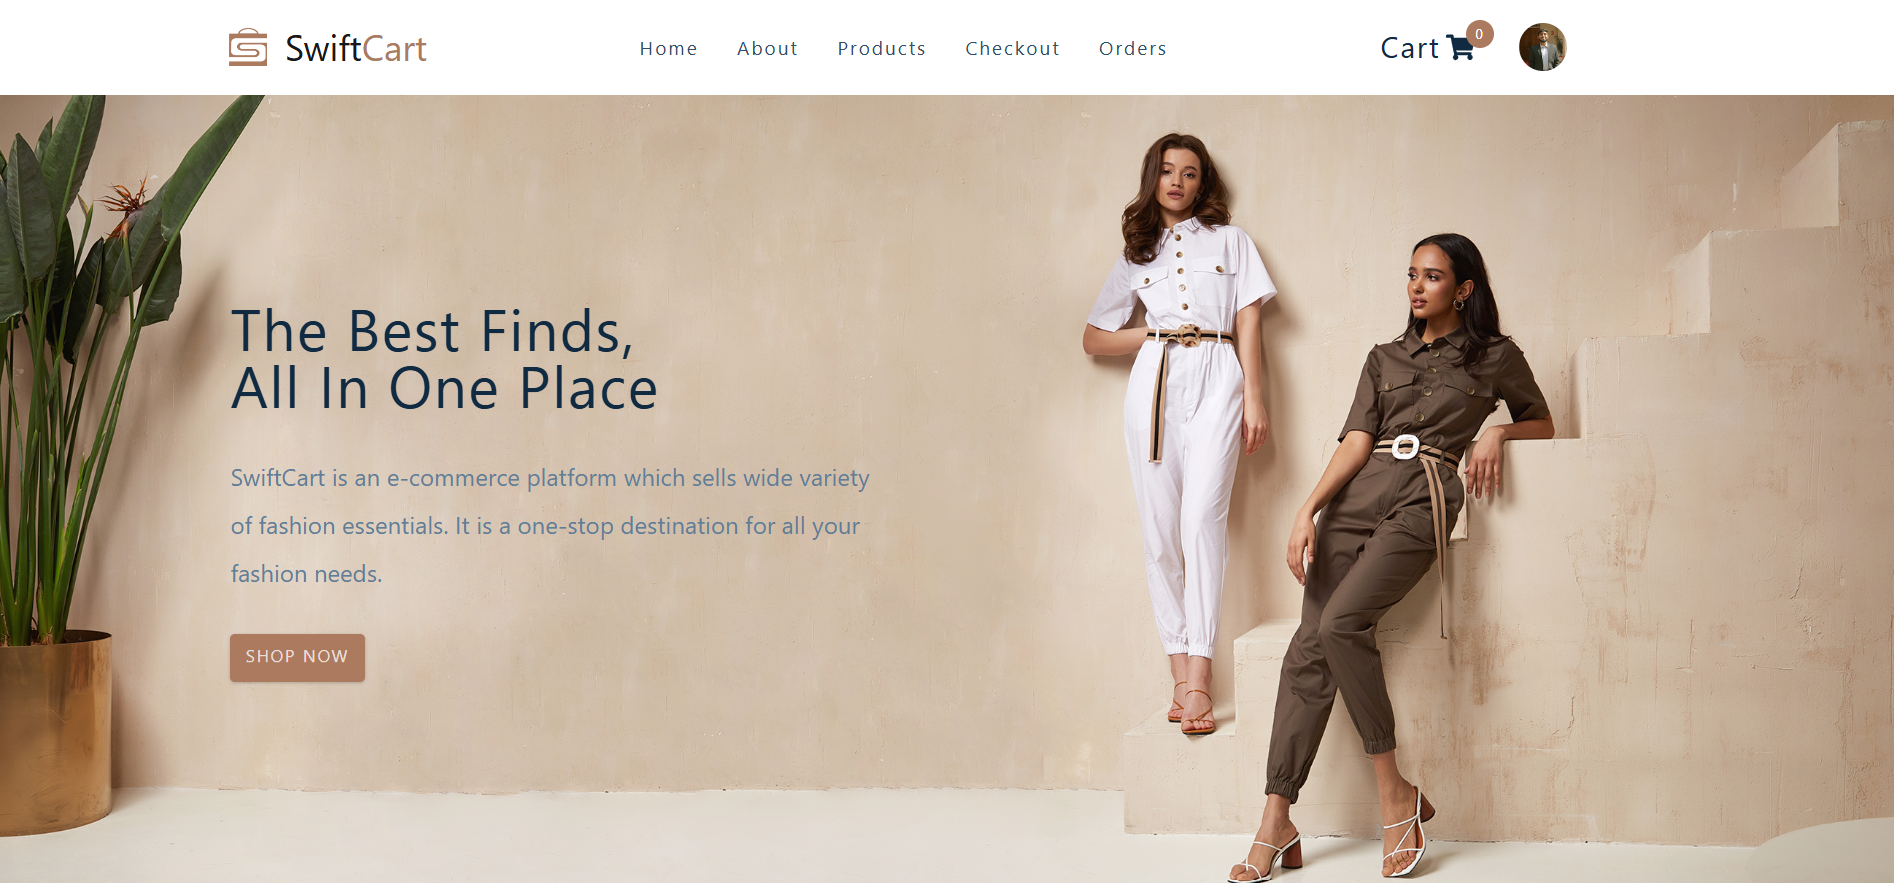 SwiftCart
Home About Products Checkout Orders
Cart 0
The Best Finds,
All In One Place
SwiftCart is an e-commerce platform which sells wide variety
of fashion essentials. It is a one-stop destination for all your
fashion needs.
SHOP NOW